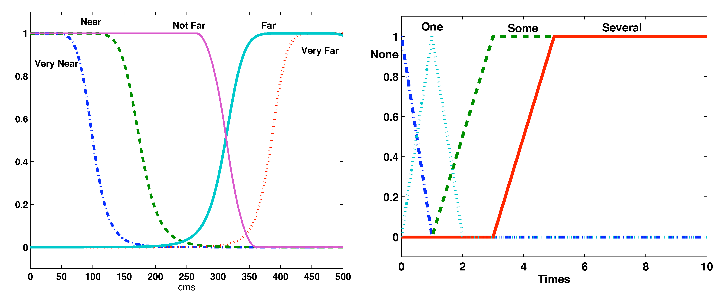 Near
Not Far
Far
Very Near
Very Far
1
0.8
0.6
0.4
0.2
0
0 50 100 150 200 250 300 350 400 450 500
cms
One
Some
Several
None
1
0.8
0.6
0.4
0.2
0
0 2 4 6 8 10
Times